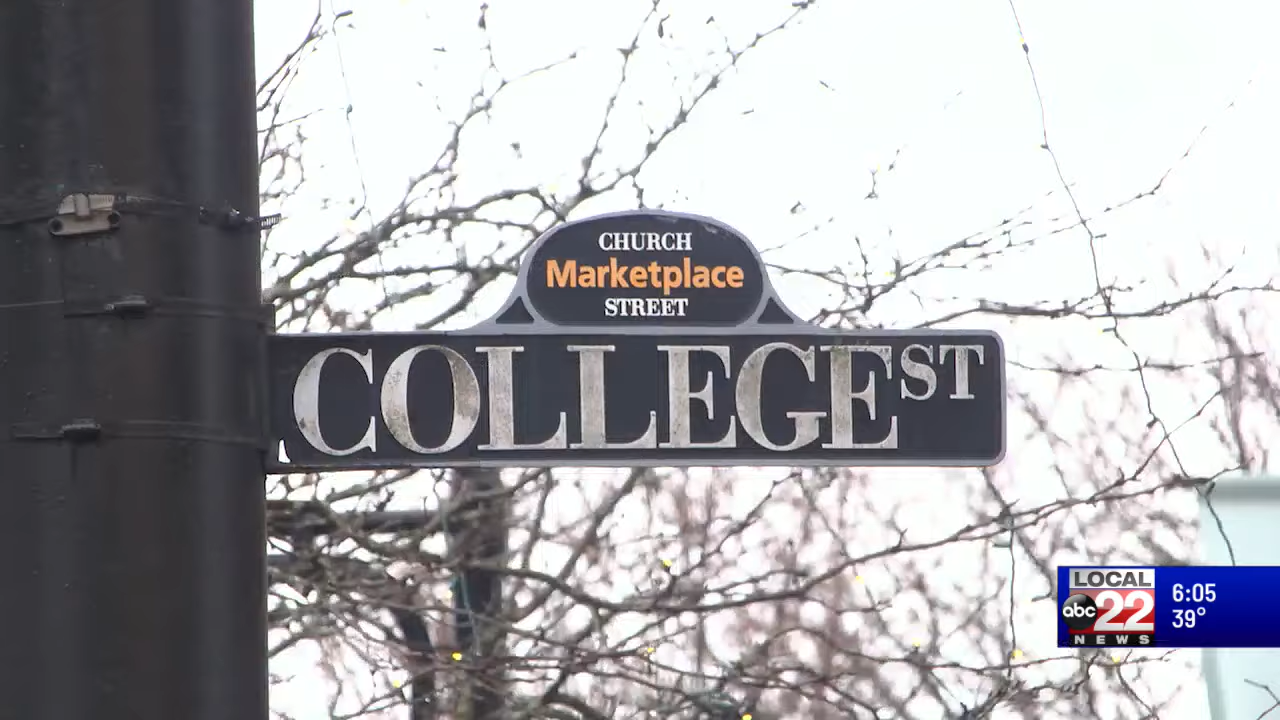 CHURCH
Marketplace
STREET
COLLEGE ST
LOCAL
abc 22
NEWS
6:05
39°